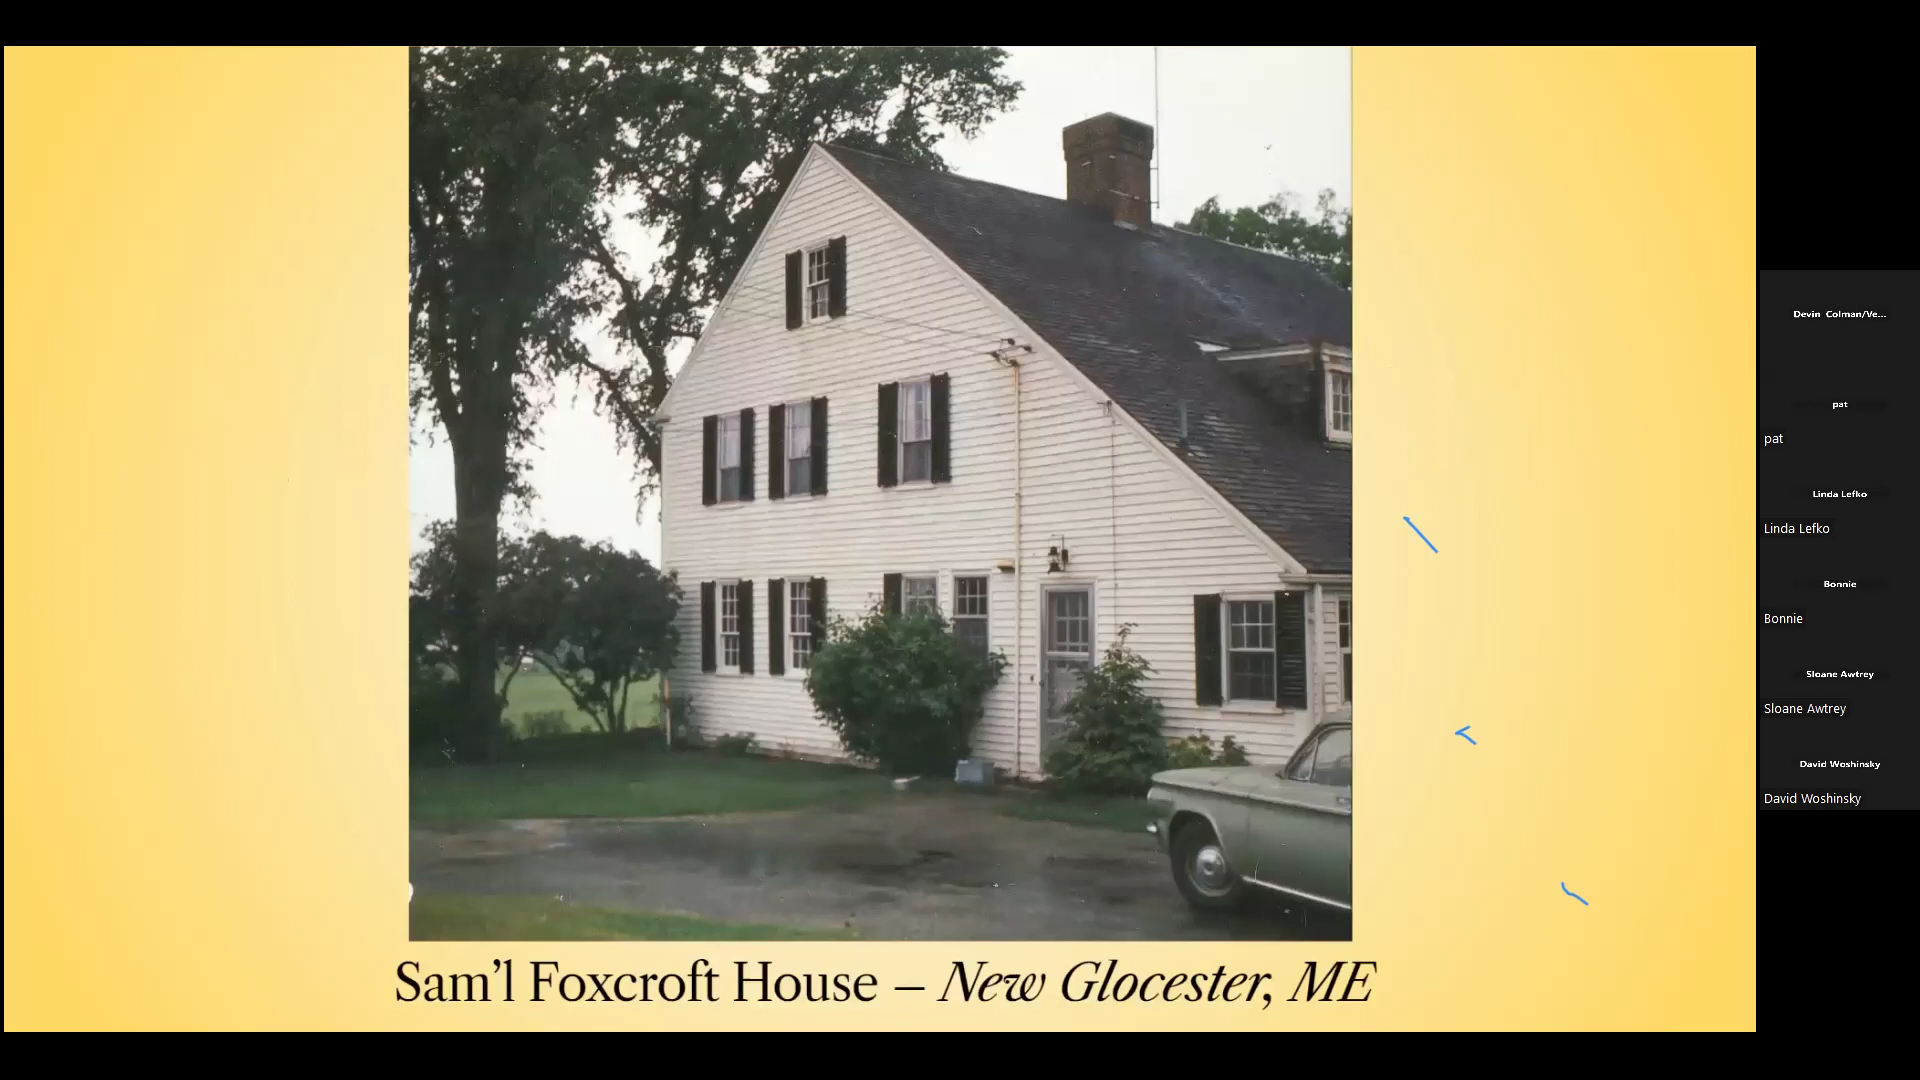 Sam’l Foxcroft House – New Glocester, ME
Devin Colman/Ve...
pat
pat
Linda Lefko
Linda Lefko
Bonnie
Bonnie
Sloane Awtrey
Sloane Awtrey
David Woshinsky
David Woshinsky